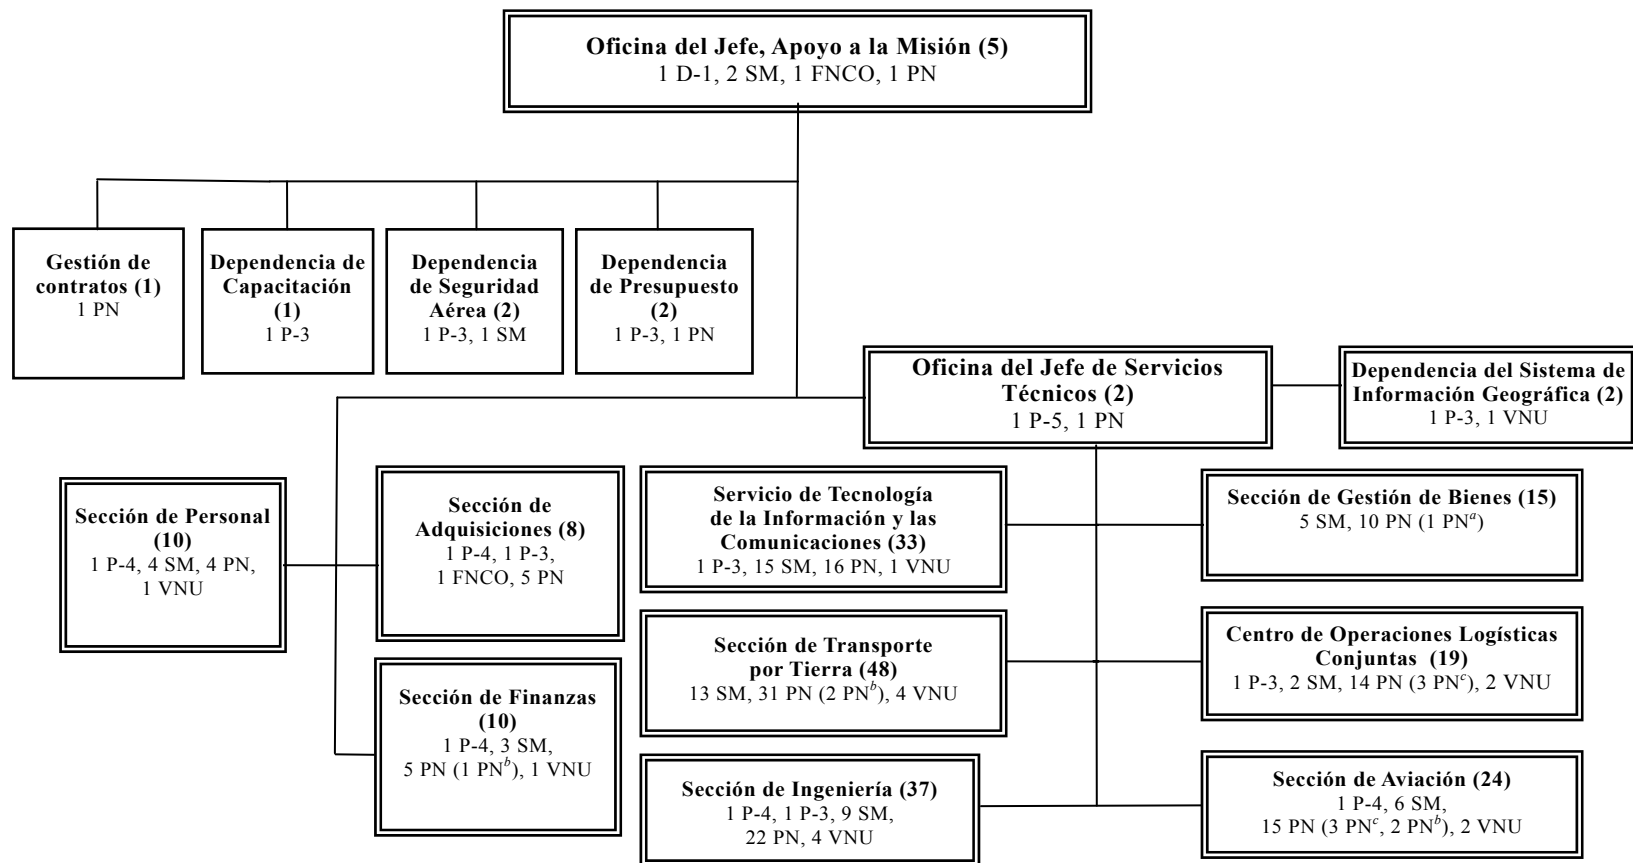 Oficina del Jefe, Apoyo a la Misión (5)
1 D-1, 2 SM, 1 FNCO, 1 PN
Gestión de
contratos (1)
1 PN
Dependencia de
Capacitación
(1)
1 P-3
Dependencia
de Seguridad
Aérea (2)
1 P-3, 1 SM
Dependencia
de Presupuesto
(2)
1 P-3, 1 PN
Oficina del Jefe de Servicios
Técnicos (2)
1 P-5, 1 PN
Dependencia del Sistema de
Información Geográfica (2)
1 P-3, 1 VNU
Sección de Personal
(10)
1 P-4, 4 SM, 4 PN,
1 VNU
Sección de
Adquisiciones (8)
1 P-4, 1 P-3,
1 FNCO, 5 PN
Servicio de Tecnología
de la Información y las
Comunicaciones (33)
1 P-3, 15 SM, 16 PN, 1 VNU
Sección de Gestión de Bienes (15)
5 SM, 10 PN (1 PNᵃ)
Sección de Transporte
por Tierra (48)
13 SM, 31 PN (2 PNᵇ), 4 VNU
Centro de Operaciones Logísticas
Conjuntas (19)
1 P-3, 2 SM, 14 PN (3 PNᶜ), 2 VNU
Sección de Finanzas
(10)
1 P-4, 3 SM,
5 PN (1 PNᵇ), 1 VNU
Sección de Ingeniería (37)
1 P-4, 1 P-3, 9 SM,
22 PN, 4 VNU
Sección de Aviación (24)
1 P-4, 6 SM,
15 PN (3 PNᶜ, 2 PNᵇ), 2 VNU